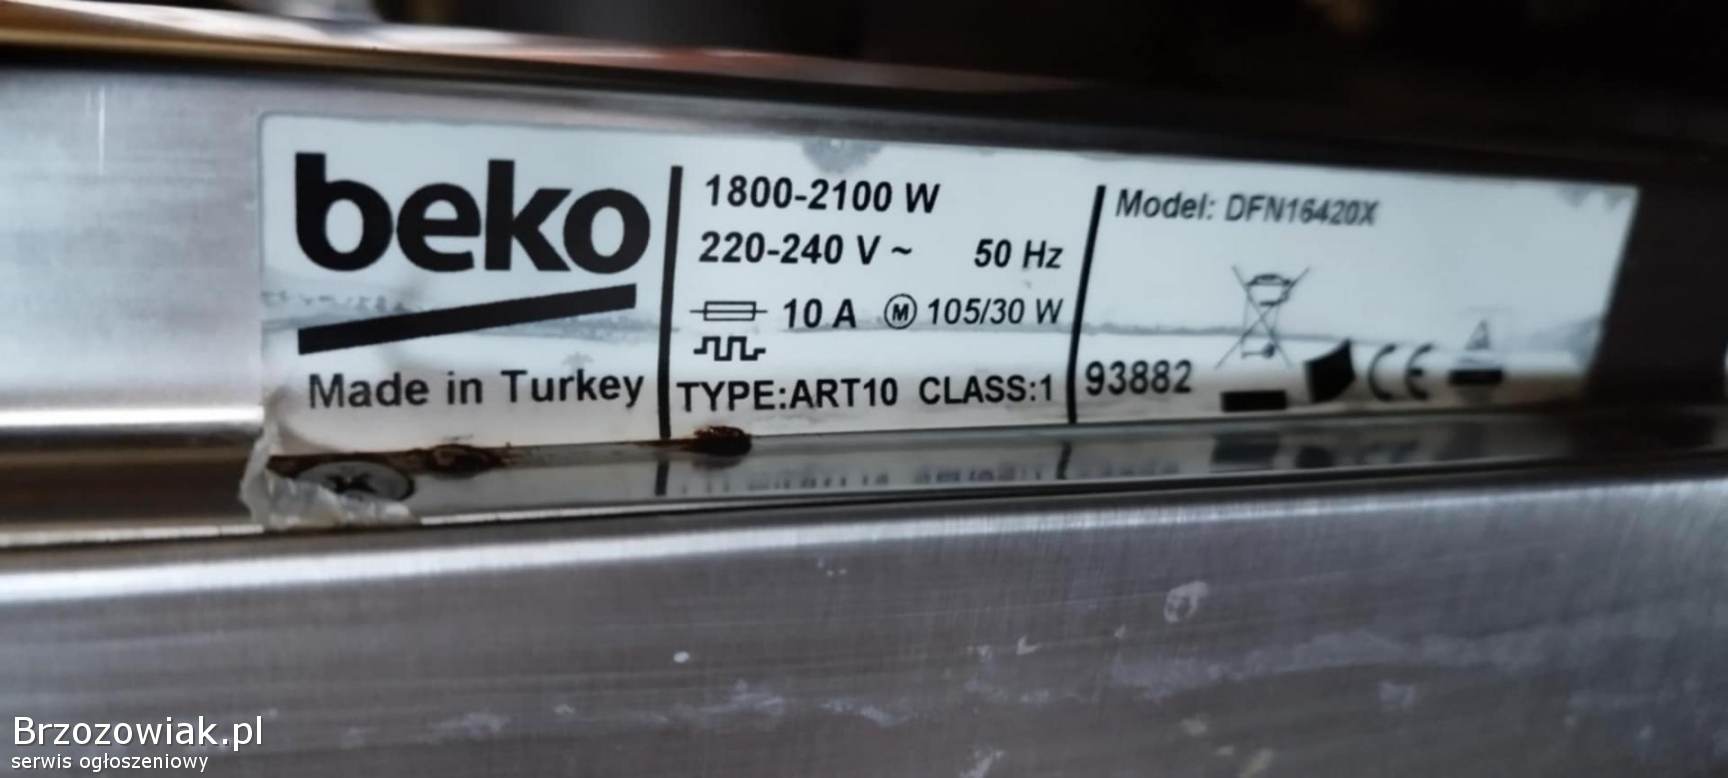 beko
Made in Turkey
1800-2100 W
220-240 V ~ 50 Hz
10 A M 105/30 W
TYPE:ART10 CLASS:1
Model: DFN16420X
93882
CE
Brzozowiak.pl
serwis ogłoszeniowy